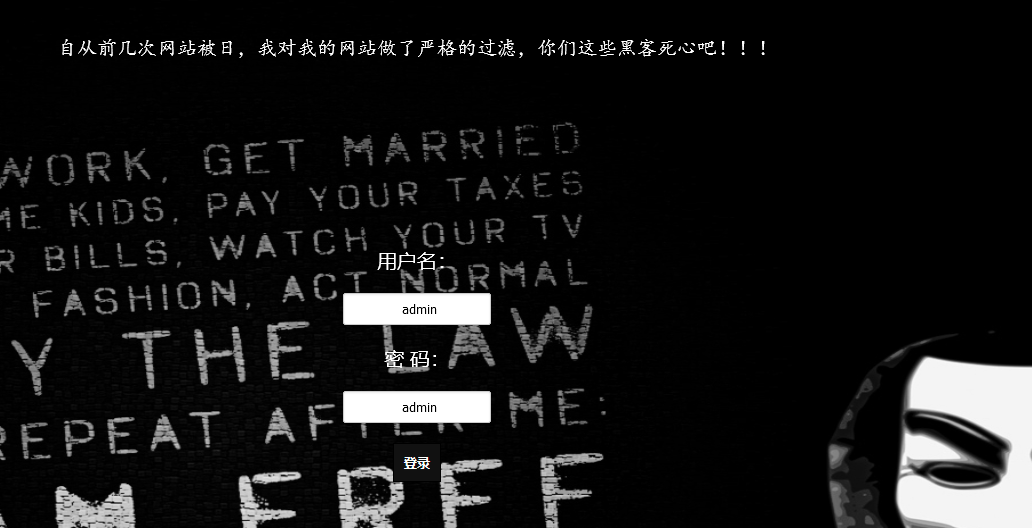 自从前几次网站被日，我对我的网站做了严格的过滤，你们这些黑客死心吧！！！
WORK, GET MARRIED
KIDS, PAY YOUR TAXES
BILLS, WATCH YOUR TV
用户名：
FASHION, ACT NORMAL
admin
THE LAW
密 码：
admin
REPEAT AFTER ME:
登录
FREE